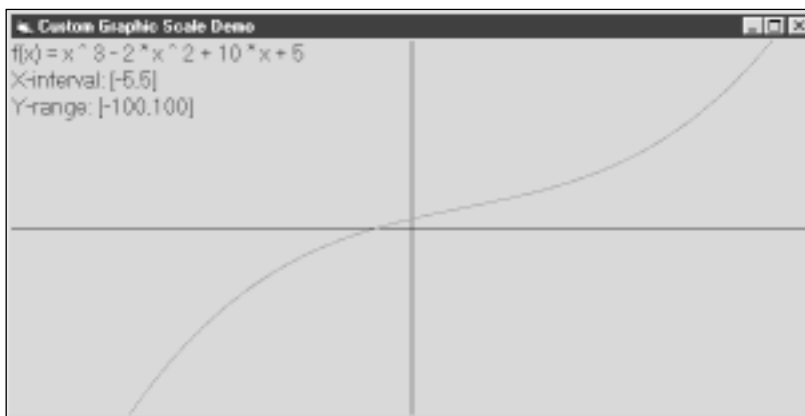 Custom Graphic Scale Demo
f(x) = x ^ 3 - 2 * x ^ 2 + 10 * x + 5
X-interval: [-5.5]
Y-range: [-100.100]